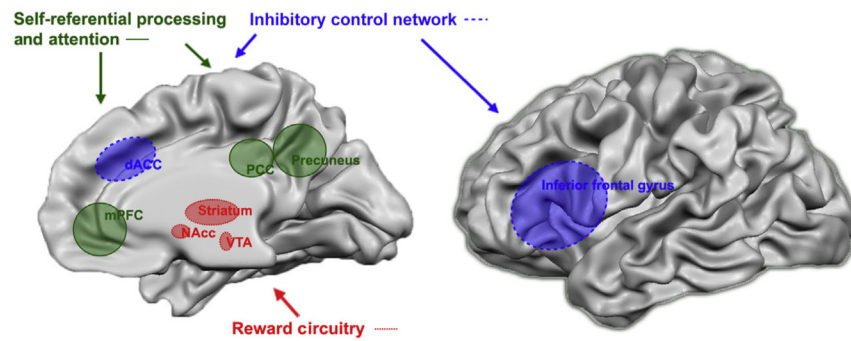 Self-referential processing
and attention
Inhibitory control network
dACC
PCC
Precuneus
mPFC
Striatum
NAcc
VTA
Inferior frontal gyrus
Reward circuitry